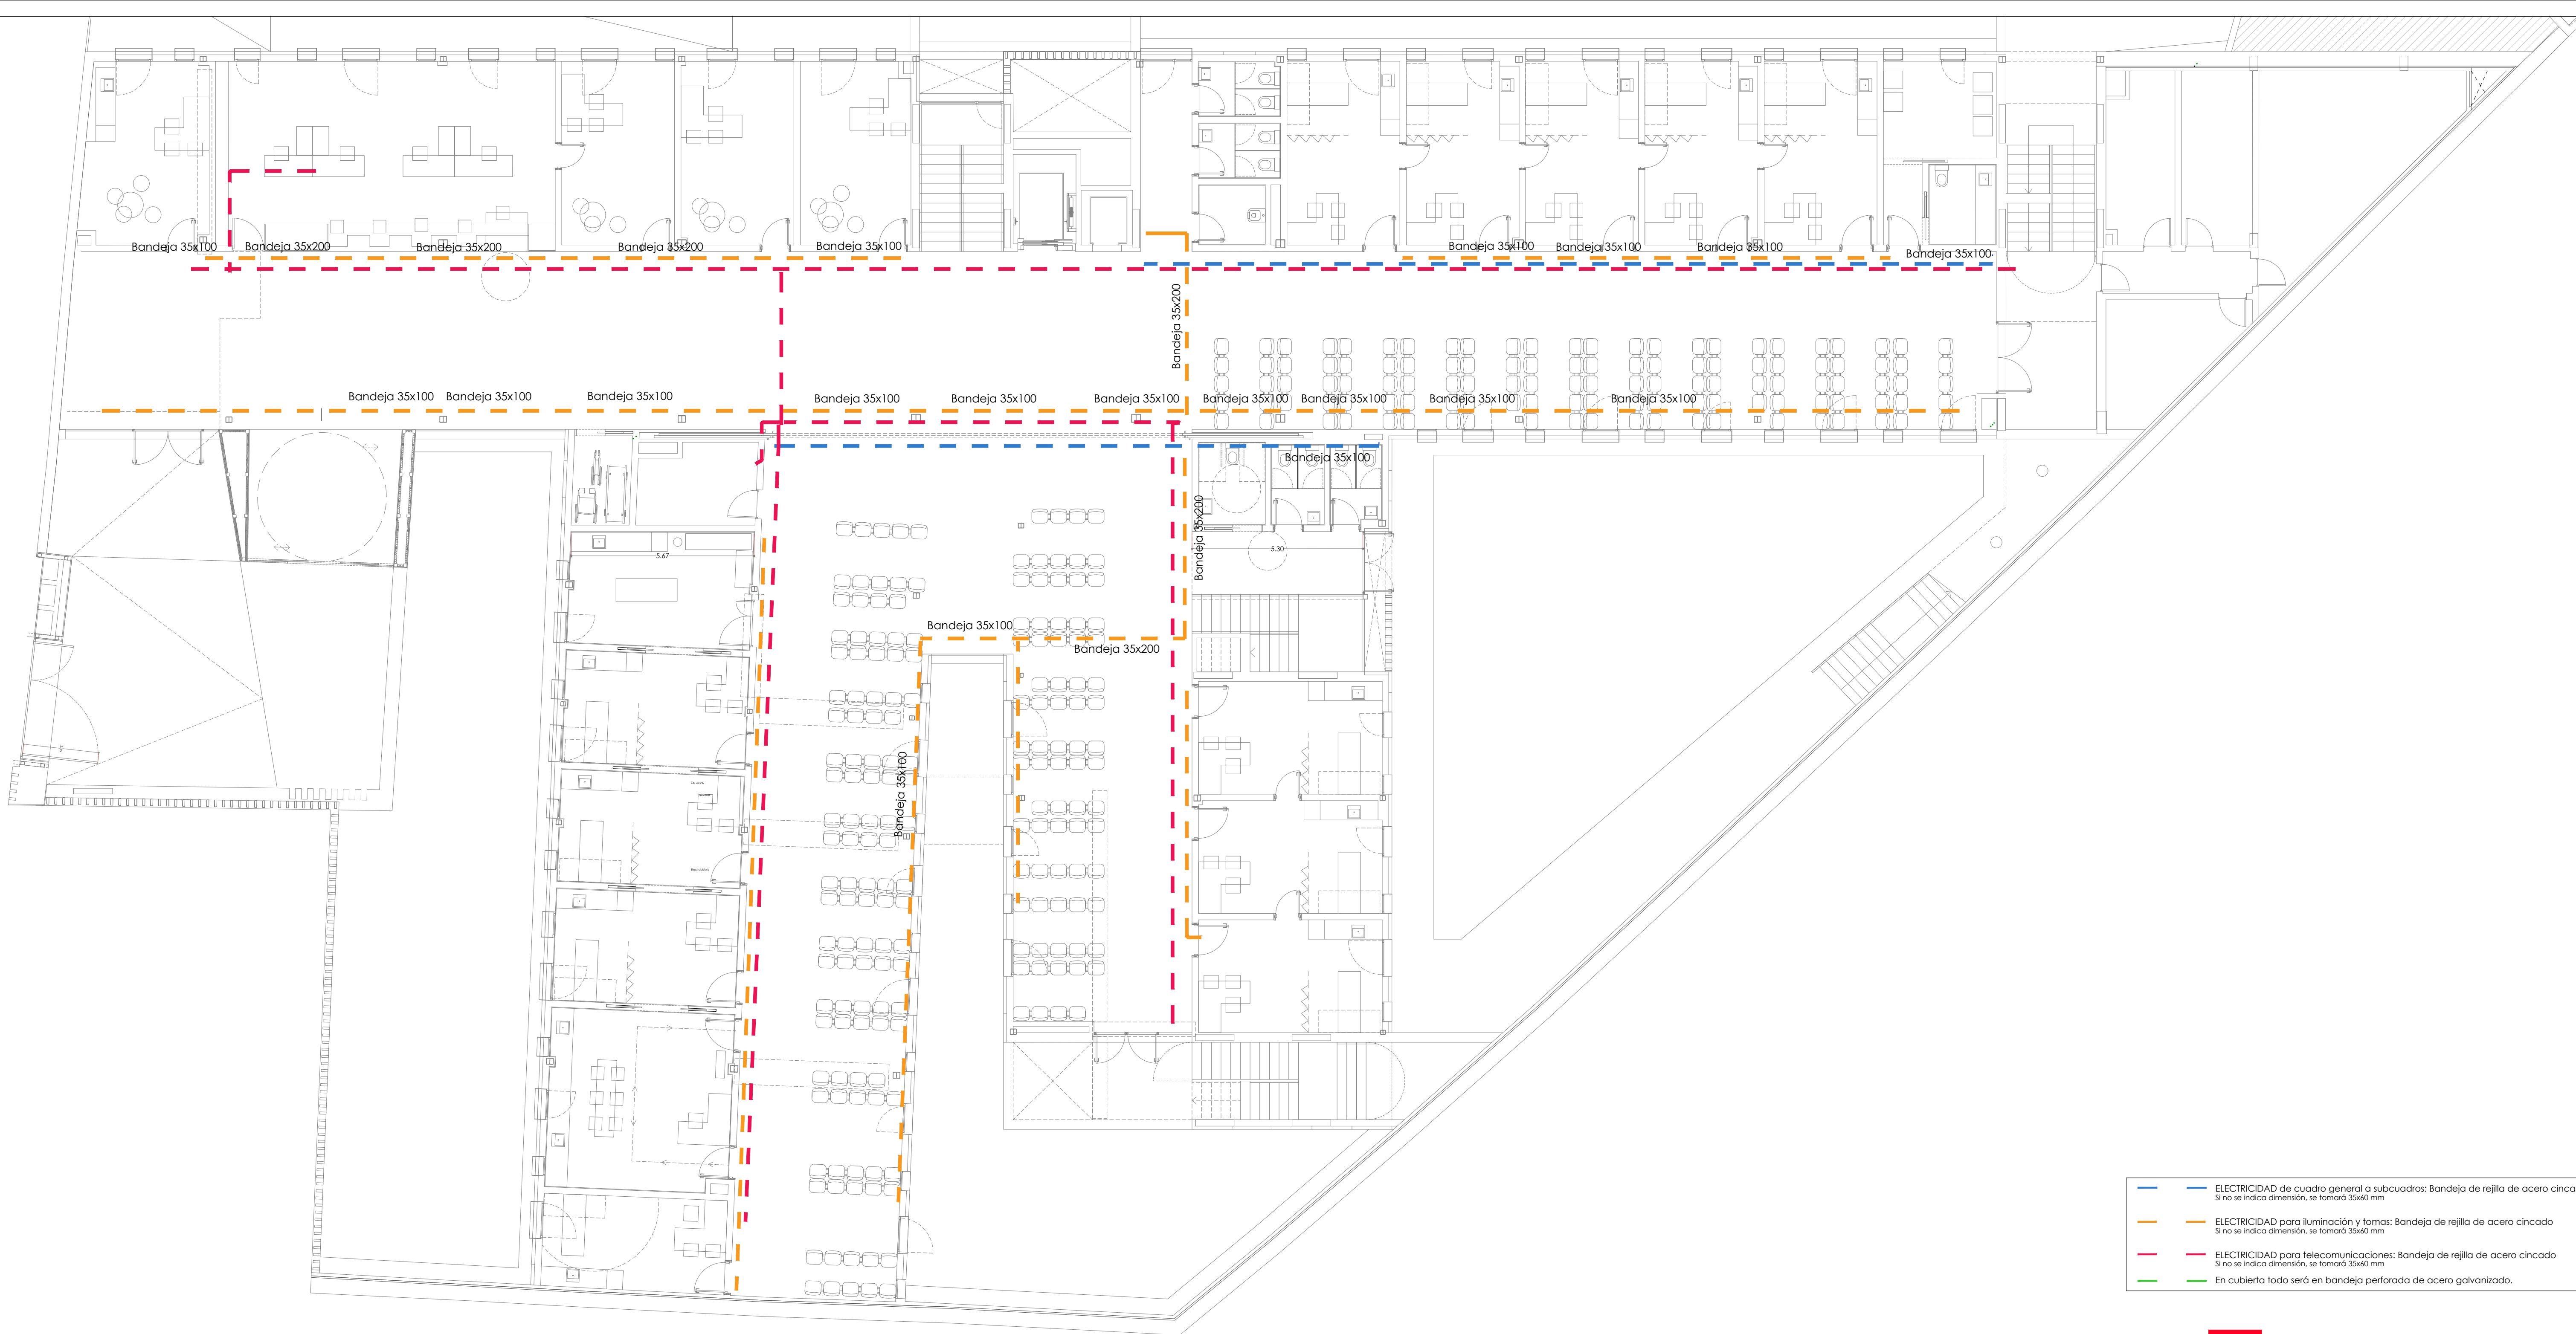 Bandeja 35x100
Bandeja 35x200
Bandeja 35x200
Bandeja 35x200
Bandeja 35x100
Bandeja 35x100
Bandeja 35x100
Bandeja 35x100
Bandeja 35x100
Bandeja 35x200
Bandeja 35x100
Bandeja 35x100
Bandeja 35x100
Bandeja 35x100
Bandeja 35x100
Bandeja 35x100
Bandeja 35x100
Bandeja 35x100
Bandeja 35x100
Bandeja 35x100
Bandeja 35x100
Bandeja 35x200
5.67
5.30
Bandeja 35x100
Bandeja 35x200
Bandeja 35x100
ELECTRICIDAD de cuadro general a subcuadros: Bandeja de rejilla de acero cinca
Si no se indica dimensión, se tomará 35x60 mm
ELECTRICIDAD para iluminación y tomas: Bandeja de rejilla de acero cincado
Si no se indica dimensión, se tomará 35x60 mm
ELECTRICIDAD para telecomunicaciones: Bandeja de rejilla de acero cincado
Si no se indica dimensión, se tomará 35x60 mm
En cubierta todo será en bandeja perforada de acero galvanizado.